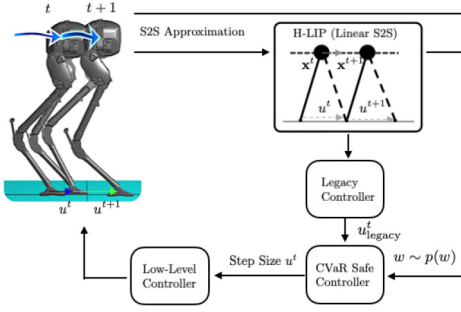 t
t + 1
S2S Approximation
H-LIP (Linear S2S)
x^t
x^{t+1}
u^t
u^{t+1}
u^t
u^{t+1}
Legacy
Controller
u^t_legacy
w ∼ p(w)
Low-Level
Controller
Step Size u^t
CVaR Safe
Controller